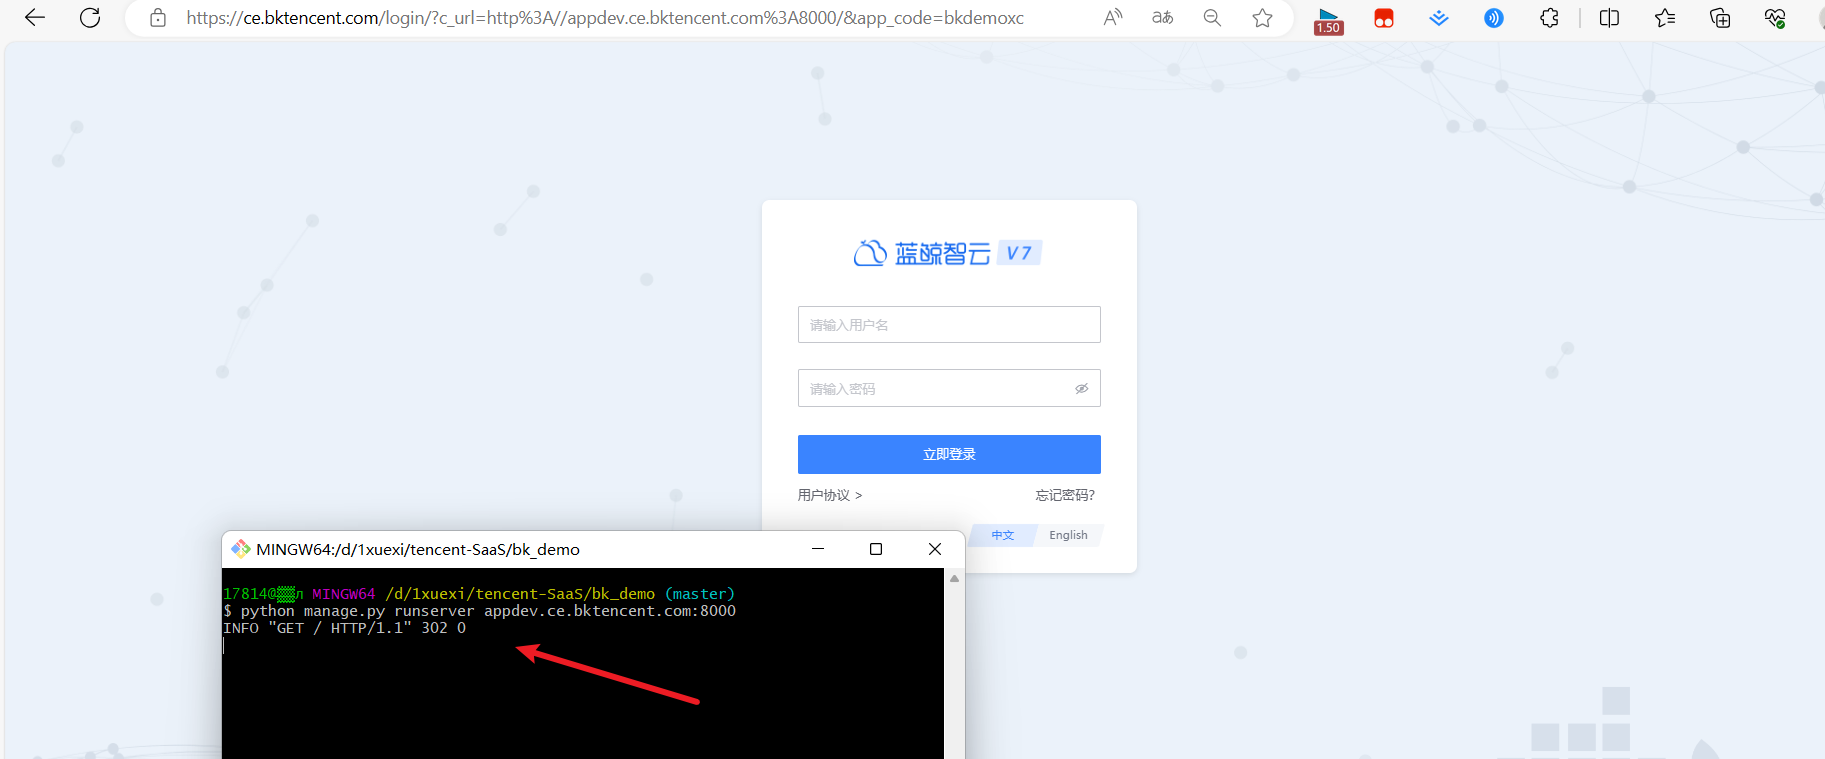 https://ce.bktencent.com/login/?c_url=http%3A//appdev.ce.bktencent.com%3A8000/&app_code=bkdemoxc
1.50
蓝鲸智云 V7
请输入用户名
请输入密码
立即登录
用户协议 >
忘记密码?
中文
English
MINGW64:/d/1xuexi/tencent-SaaS/bk_demo
17814@ MINGW64 /d/1xuexi/tencent-SaaS/bk_demo (master)
$ python manage.py runserver appdev.ce.bktencent.com:8000
INFO "GET / HTTP/1.1" 302 0